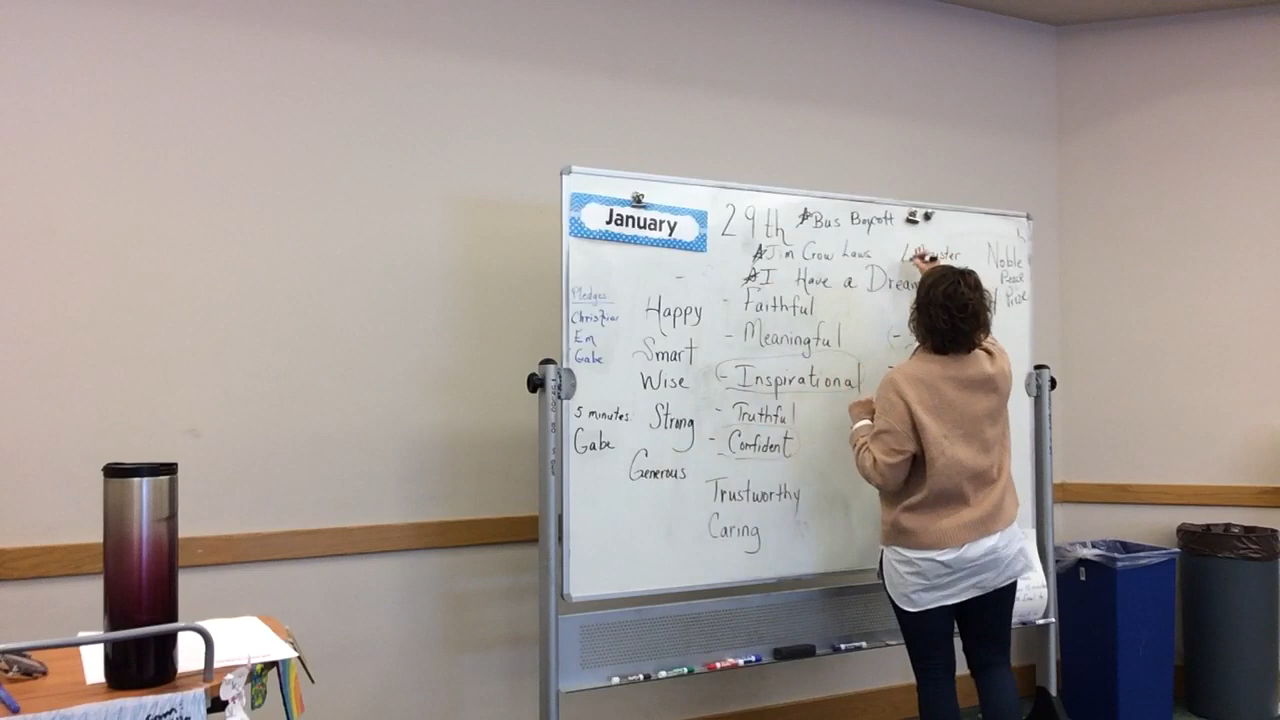 January
29th
Bus Boycott
Jim Crow Laws
I Have a Dream
Noble
Peace
Prize
Pledges
Christian
Em
Gabe
5 minutes
Gabe
Happy
Smart
Wise
Strong
Generous
- Faithful
- Meaningful
- Inspirational
- Truthful
- Confident
Trustworthy
Caring